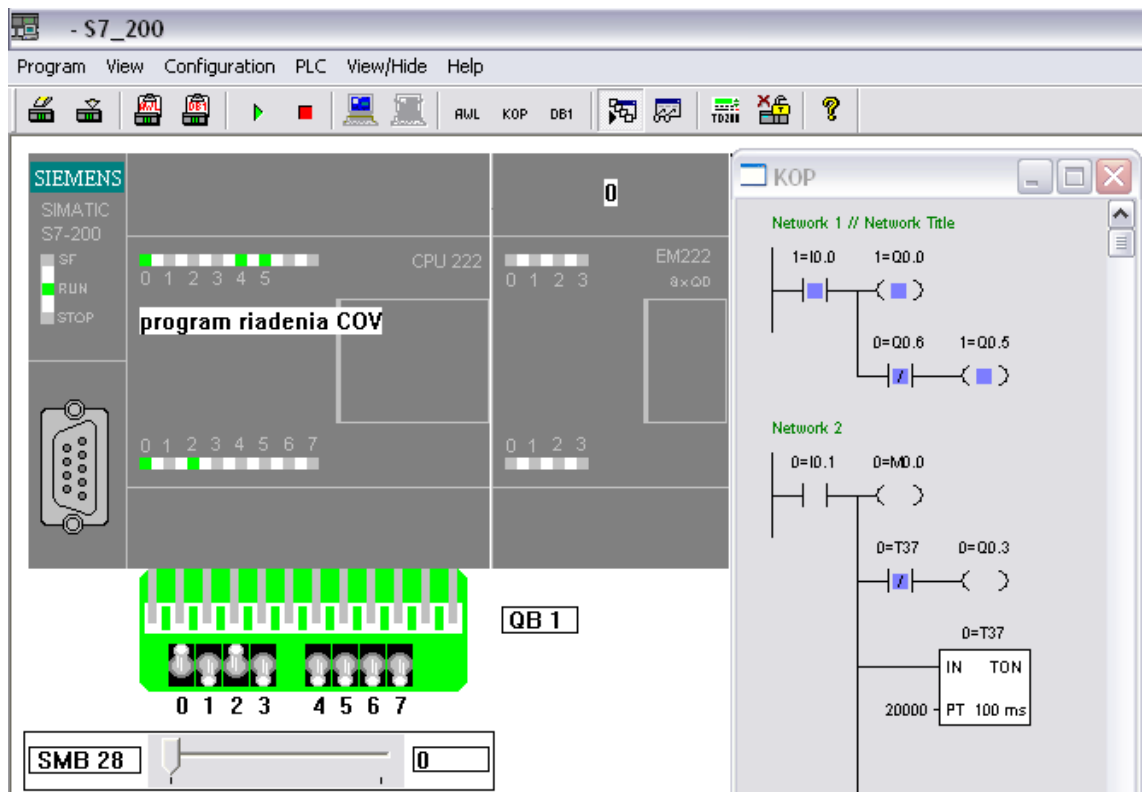 - S7_200
Program View Configuration PLC View/Hide Help
AWL DB1 AWL KOP DB1 TD200 ?
SIEMENS
SIMATIC
S7-200
SF
RUN
STOP
0 1 2 3 4 5
CPU 222
program riadenia COV
0 1 2 3 4 5 6 7
0
EM222
8xQD
0 1 2 3
0 1 2 3
QB 1
0 1 2 3 4 5 6 7
SMB 28
0
KOP
Network 1 // Network Title
1=I0.0 1=Q0.0
0=Q0.6 1=Q0.5
/
Network 2
0=I0.1 0=M0.0
0=T37 0=Q0.3
/
0=T37
IN TON
20000 PT 100 ms